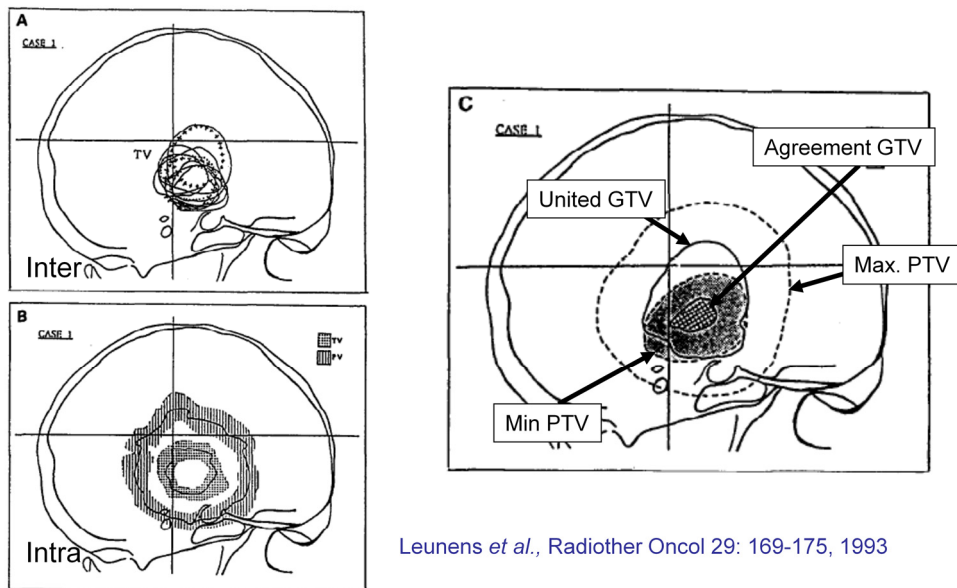 A
CASE 1
TV
Inter
B
CASE 1
TV
PV
Intra
C
CASE 1
Agreement GTV
United GTV
Max. PTV
Min PTV
Leunens et al., Radiother Oncol 29: 169-175, 1993